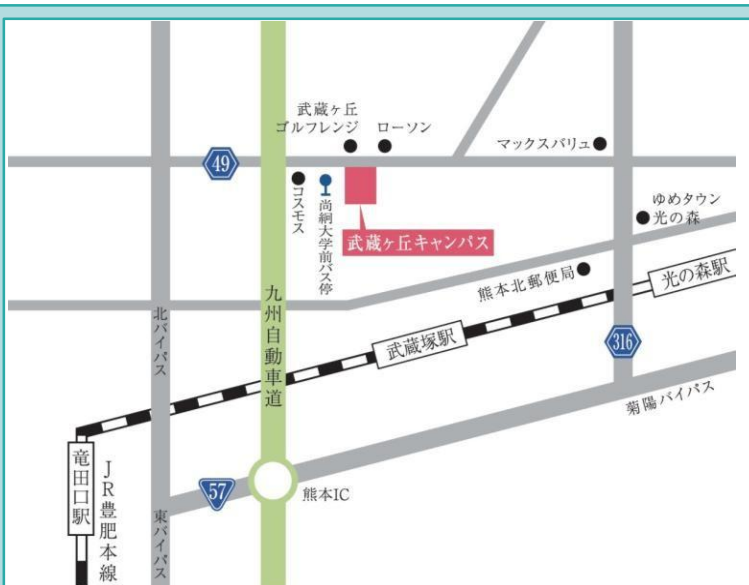 武蔵ヶ丘
ゴルフレンジ
ローソン
マックスバリュ
49
コスモス
尚絅大学前バス停
武蔵ヶ丘キャンパス
ゆめタウン
光の森
熊本北郵便局
光の森駅
北バイパス
九州自動車道
武蔵塚駅
316
菊陽バイパス
竜田口駅
JR豊肥本線
57
熊本IC
東バイパス